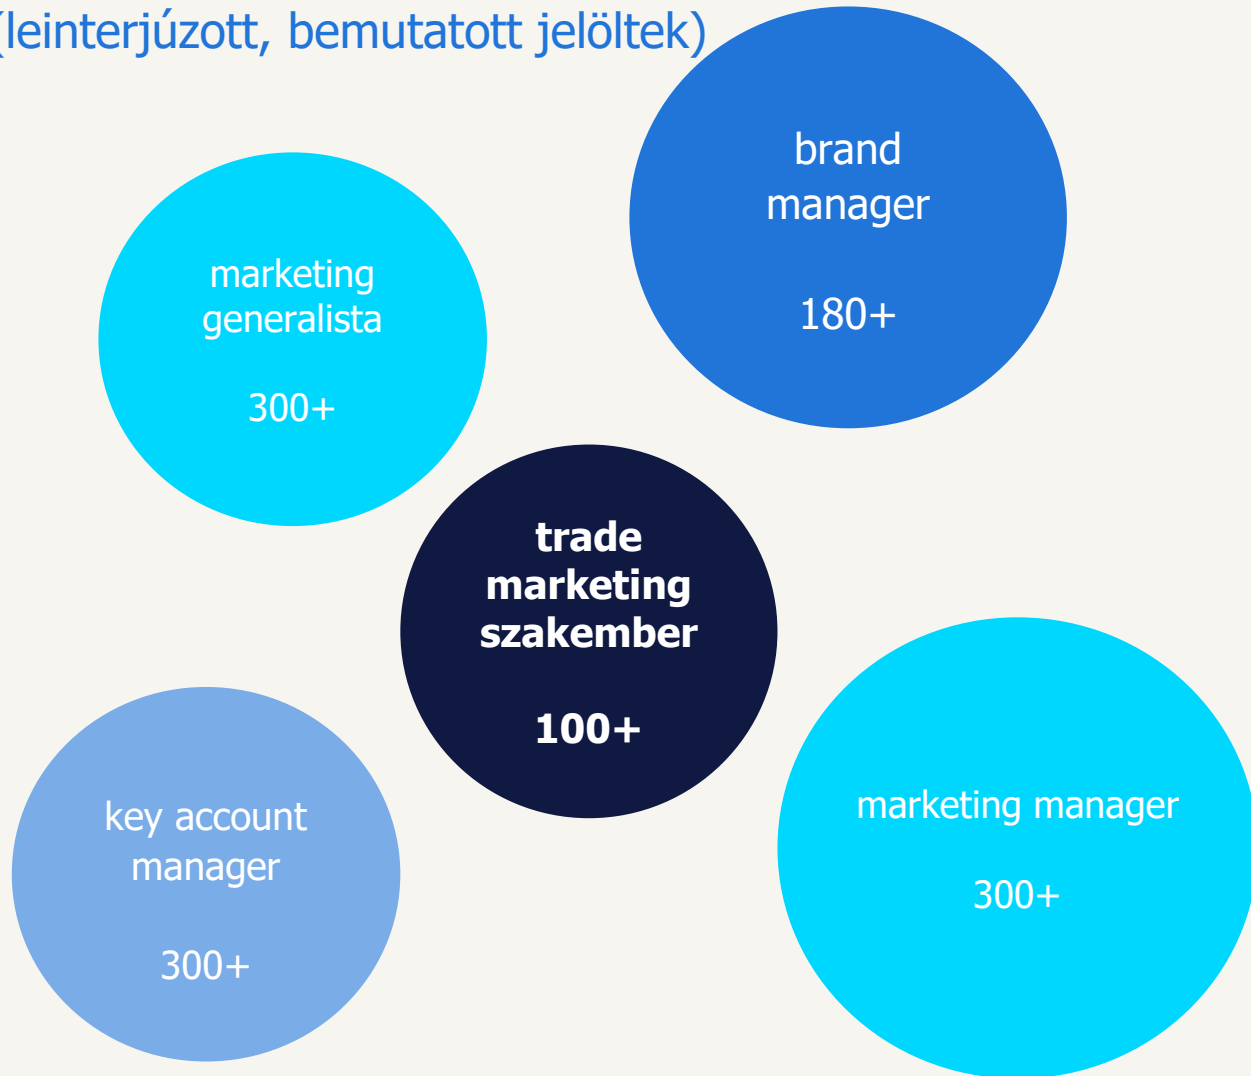 (leinterjúzott, bemutatott jelöltek)
brand
manager
180+
marketing
generalista
300+
trade
marketing
szakember
100+
key account
manager
300+
marketing manager
300+